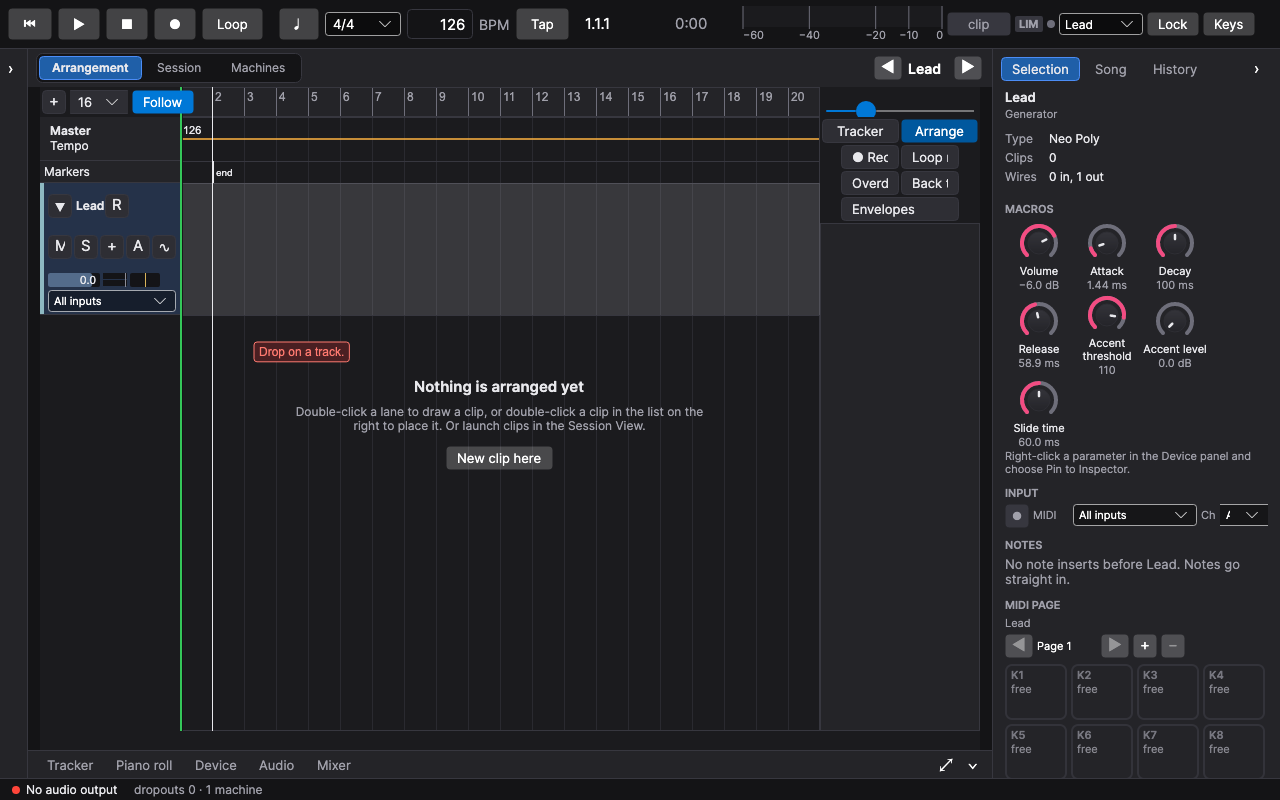 Loop
4/4
126 BPM
Tap
1.1.1
0:00
−60 −40 −20 −10 0
clip
LIM
Lead
Lock
Keys
Arrangement
Session
Machines
Lead
Selection
Song
History
+
16
Follow
2 3 4 5 6 7 8 9 10 11 12 13 14 15 16 17 18 19 20
Master
Tempo
126
Markers
end
Lead
R
M S + A
0.0
All inputs
Drop on a track.
Nothing is arranged yet
Double-click a lane to draw a clip, or double-click a clip in the list on the
right to place it. Or launch clips in the Session View.
New clip here
Tracker
Arrange
Rec
Loop
Overd
Back t
Envelopes
Lead
Generator
Type Neo Poly
Clips 0
Wires 0 in, 1 out
MACROS
Volume
−6.0 dB
Attack
1.44 ms
Decay
100 ms
Release
58.9 ms
Accent
threshold
110
Accent level
0.0 dB
Slide time
60.0 ms
Right-click a parameter in the Device panel and
choose Pin to Inspector.
INPUT
MIDI
All inputs
Ch
NOTES
No note inserts before Lead. Notes go
straight in.
MIDI PAGE
Lead
Page 1
+
−
K1
free
K2
free
K3
free
K4
free
K5
free
K6
free
K7
free
K8
free
Tracker
Piano roll
Device
Audio
Mixer
No audio output
dropouts 0 · 1 machine